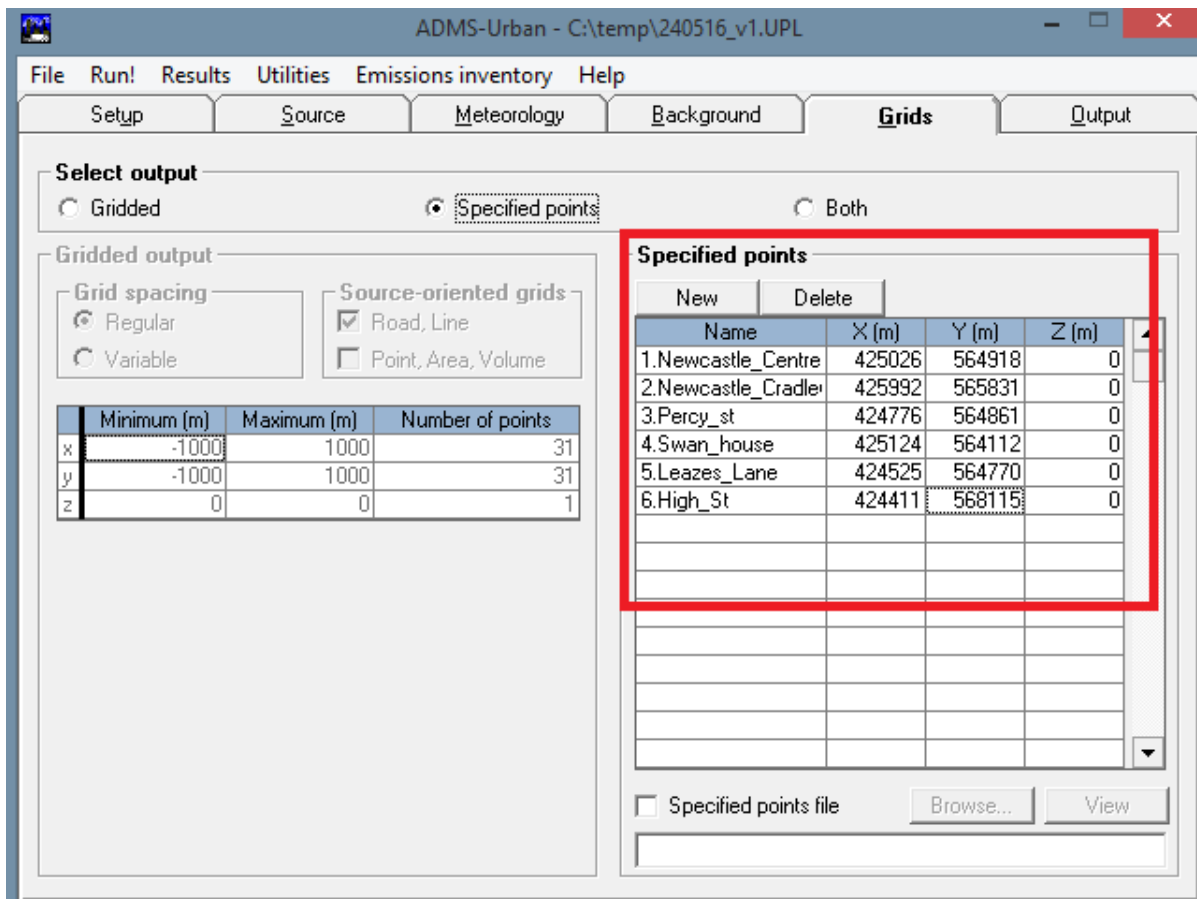 ADMS-Urban - C:\temp\240516_v1.UPL
File Run! Results Utilities Emissions inventory Help
Setup Source Meteorology Background Grids Output
Select output
Gridded Specified points Both
Gridded output
Grid spacing
Regular
Variable
Source-oriented grids
Road, Line
Point, Area, Volume
Minimum (m) Maximum (m) Number of points
x -1000 1000 31
y -1000 1000 31
z 0 0 1
Specified points
New Delete
Name X (m) Y (m) Z (m)
1.Newcastle_Centre 425026 564918 0
2.Newcastle_Cradle 425992 565831 0
3.Percy_st 424776 564861 0
4.Swan_house 425124 564112 0
5.Leazes_Lane 424525 564770 0
6.High_St 424411 568115 0
Specified points file Browse... View